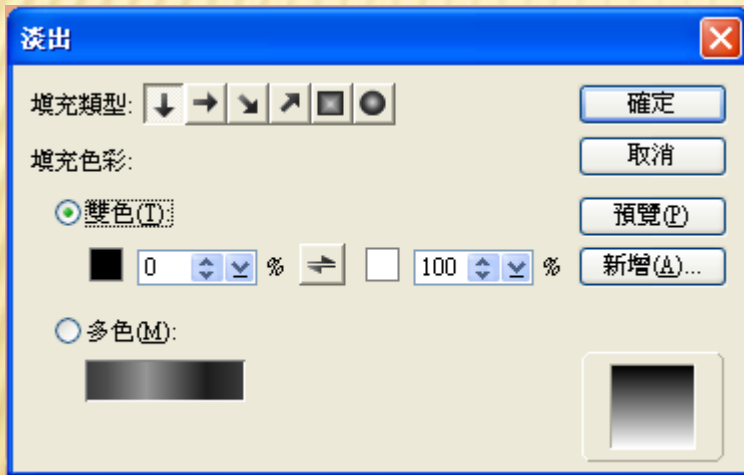 淡出
填充類型:
確定
填充色彩:
取消
雙色(T):
預覽(P)
0 % 100 %
新增(A)...
多色(M):